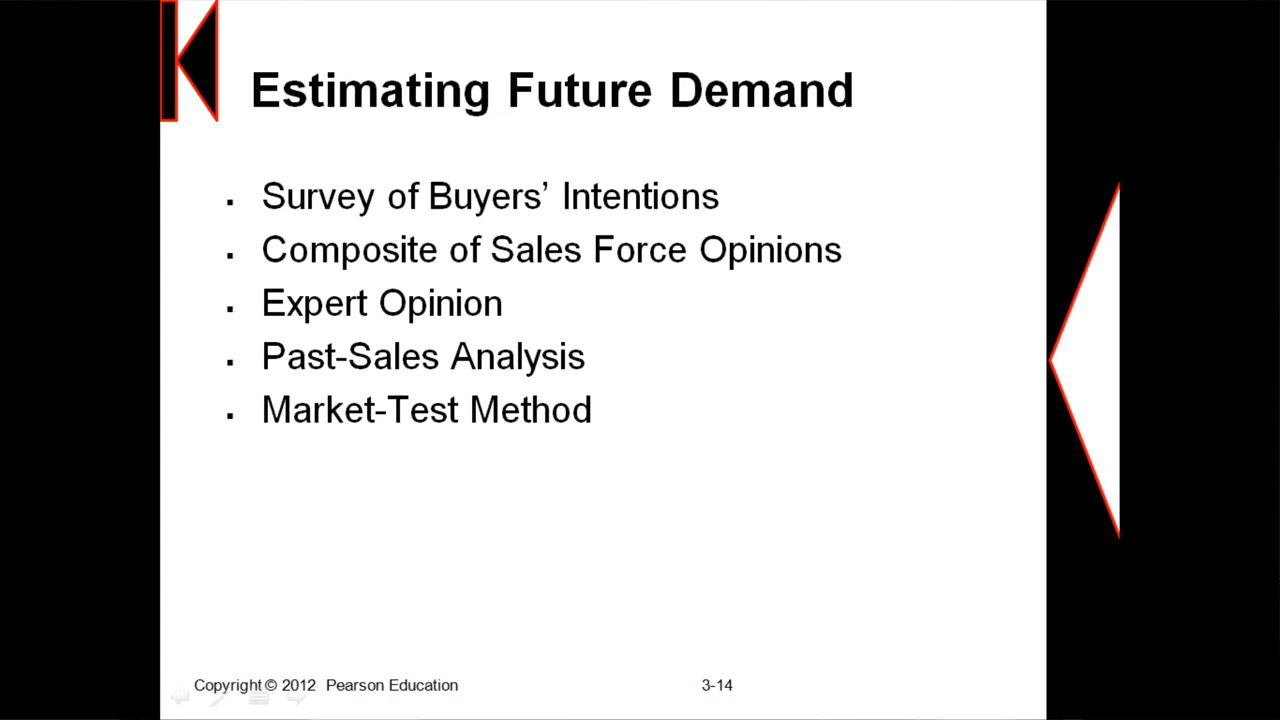 Estimating Future Demand
▪ Survey of Buyers’ Intentions
▪ Composite of Sales Force Opinions
▪ Expert Opinion
▪ Past-Sales Analysis
▪ Market-Test Method
Copyright © 2012 Pearson Education 3-14